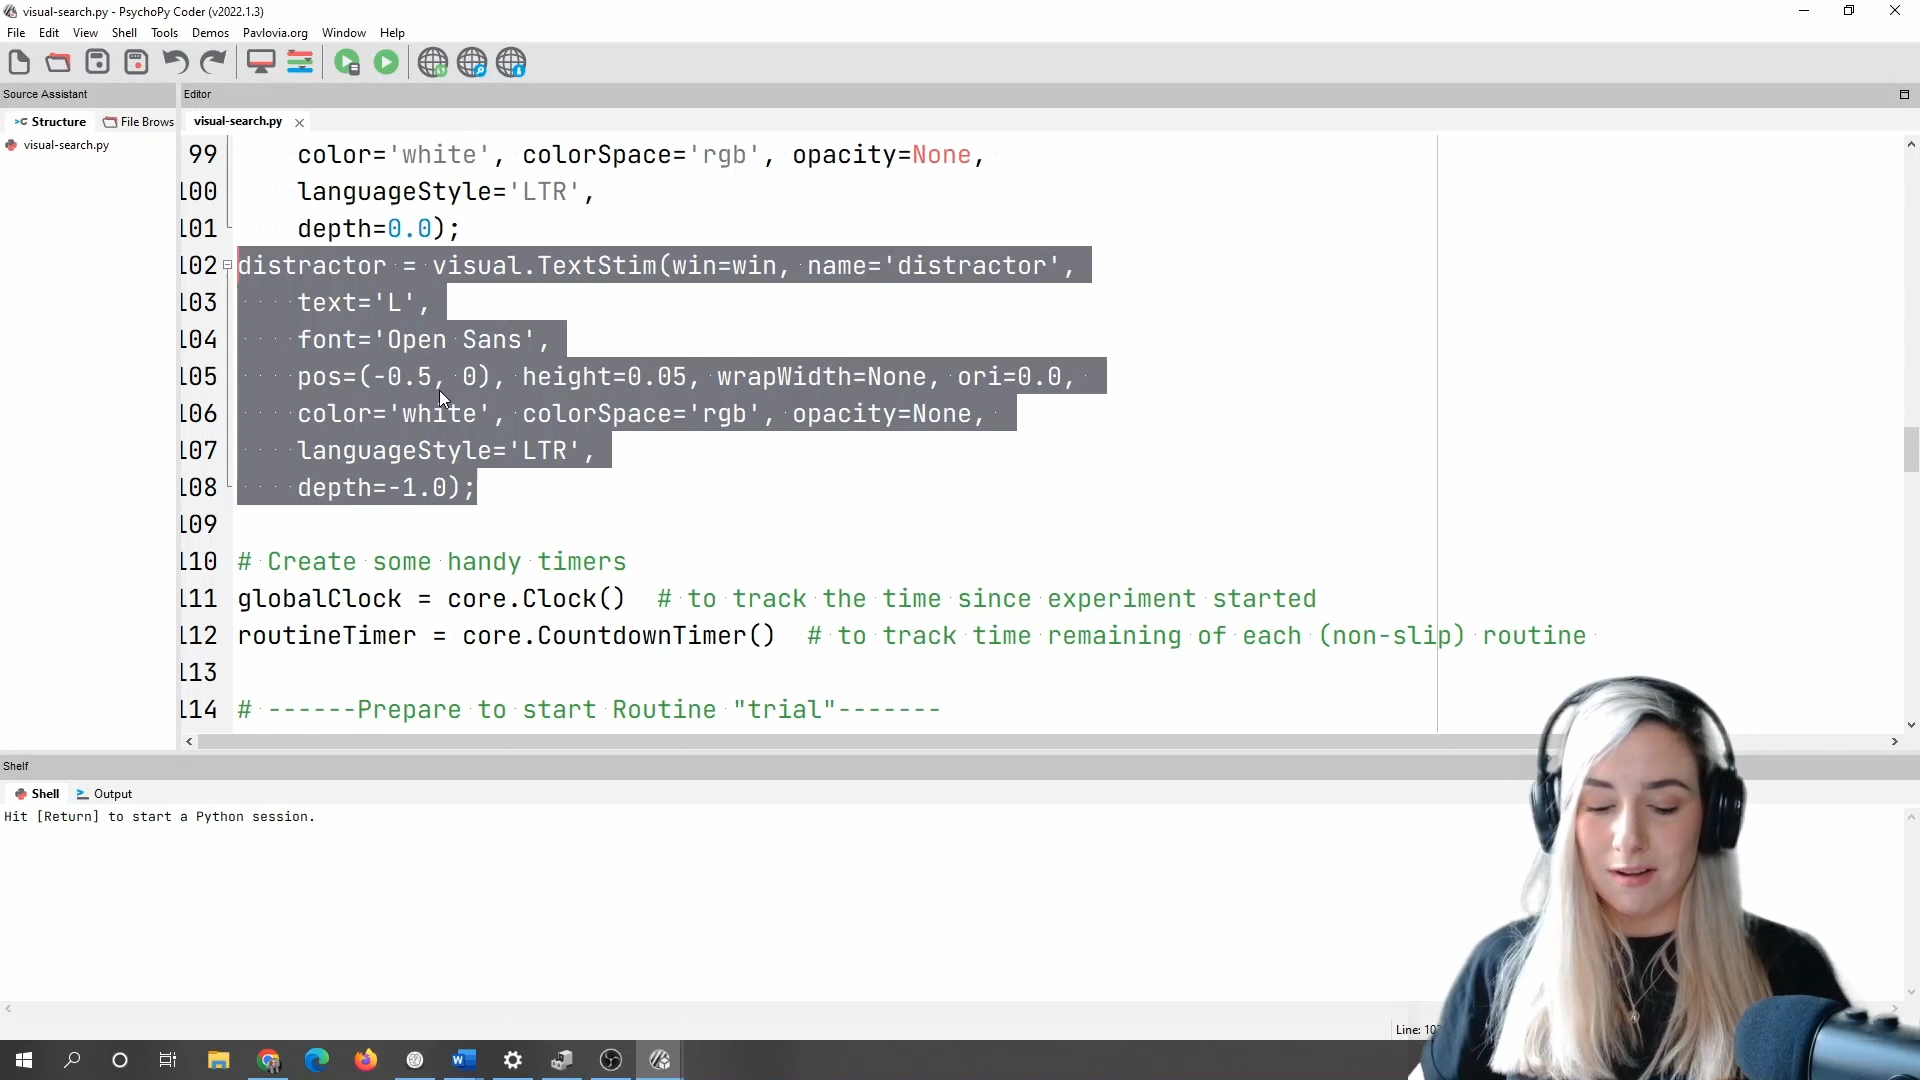 visual-search.py - PsychoPy Coder (v2022.1.3)
File Edit View Shell Tools Demos Pavlovia.org Window Help
Source Assistant
Editor
Structure File Brows
visual-search.py
visual-search.py
99 color='white', colorSpace='rgb', opacity=None,
100 languageStyle='LTR',
101 depth=0.0);
102 distractor = visual.TextStim(win=win, name='distractor',
103 text='L',
104 font='Open Sans',
105 pos=(-0.5, 0), height=0.05, wrapWidth=None, ori=0.0,
106 color='white', colorSpace='rgb', opacity=None,
107 languageStyle='LTR',
108 depth=-1.0);
109
110 # Create some handy timers
111 globalClock = core.Clock()  # to track the time since experiment started
112 routineTimer = core.CountdownTimer()  # to track time remaining of each (non-slip) routine
113
114 # ------Prepare to start Routine "trial"-------
Shelf
Shell Output
Hit [Return] to start a Python session.
Line: